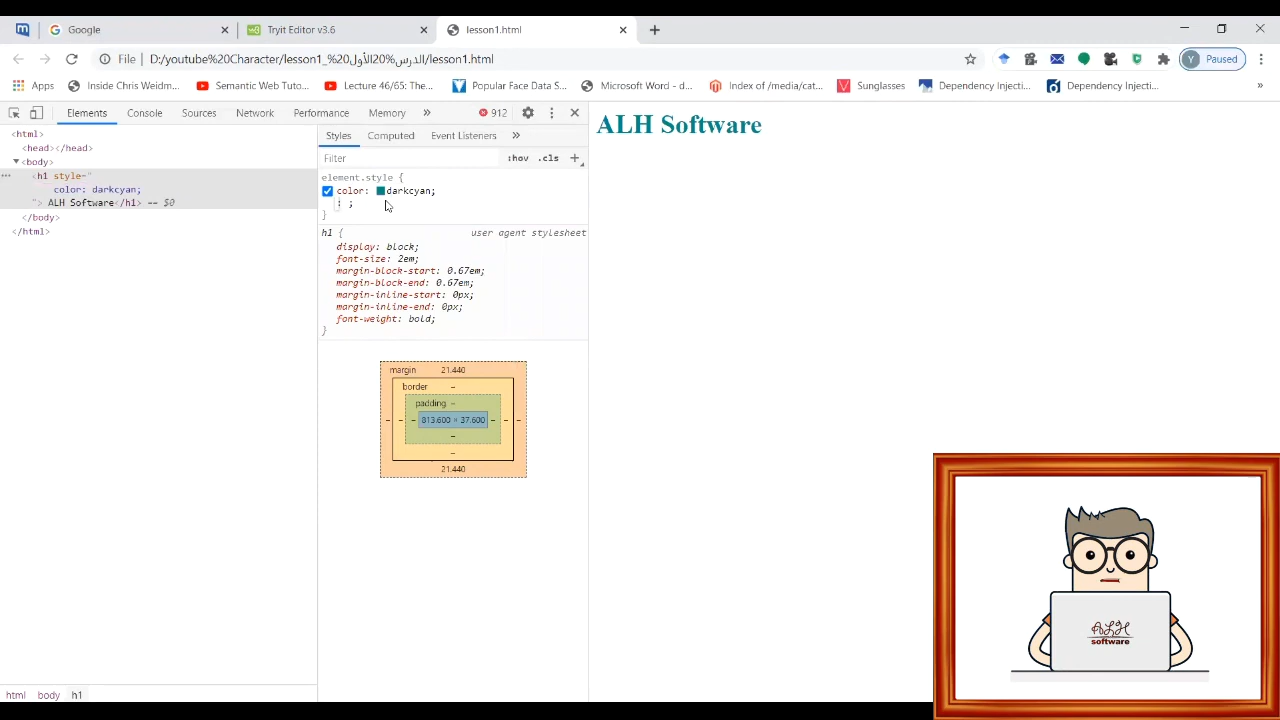 Google
Tryit Editor v3.6
lesson1.html
File
D:/youtube%20Character/lesson1_%20الدرس%20الأول/lesson1.html
Paused
Apps
Inside Chris Weidm...
Semantic Web Tutu...
Lecture 46/65: The...
Popular Face Data S...
Microsoft Word - d...
Index of /media/cat...
Sunglasses
Dependency Injecti...
Dependency Injecti...
»
Elements
Console
Sources
Network
Performance
Memory
»
912
<html>
<head></head>
<body>
<h1 style="
color: darkcyan;
"> ALH Software</h1> == $0
</body>
</html>
Styles
Computed
Event Listeners
»
Filter
:hov
.cls
+
element.style {
color: darkcyan;
: ;
}
h1 {
user agent stylesheet
display: block;
font-size: 2em;
margin-block-start: 0.67em;
margin-block-end: 0.67em;
margin-inline-start: 0px;
margin-inline-end: 0px;
font-weight: bold;
}
margin
21.440
border
–
padding
–
813.600 × 37.600
–
–
21.440
html
body
h1
ALH Software
ALH
software